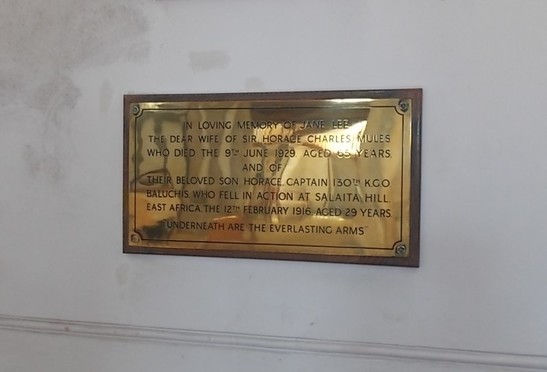 IN LOVING MEMORY OF JANE LEE
THE DEAR WIFE OF SIR HORACE CHARLES MULES
WHO DIED THE 9TH JUNE 1929. AGED 65 YEARS.
AND OF
THEIR BELOVED SON HORACE, CAPTAIN 130TH K.G.O
BALUCHIS, WHO FELL IN ACTION AT SALAITA HILL
EAST AFRICA THE 12TH FEBRUARY 1916, AGED 29 YEARS
"UNDERNEATH ARE THE EVERLASTING ARMS"